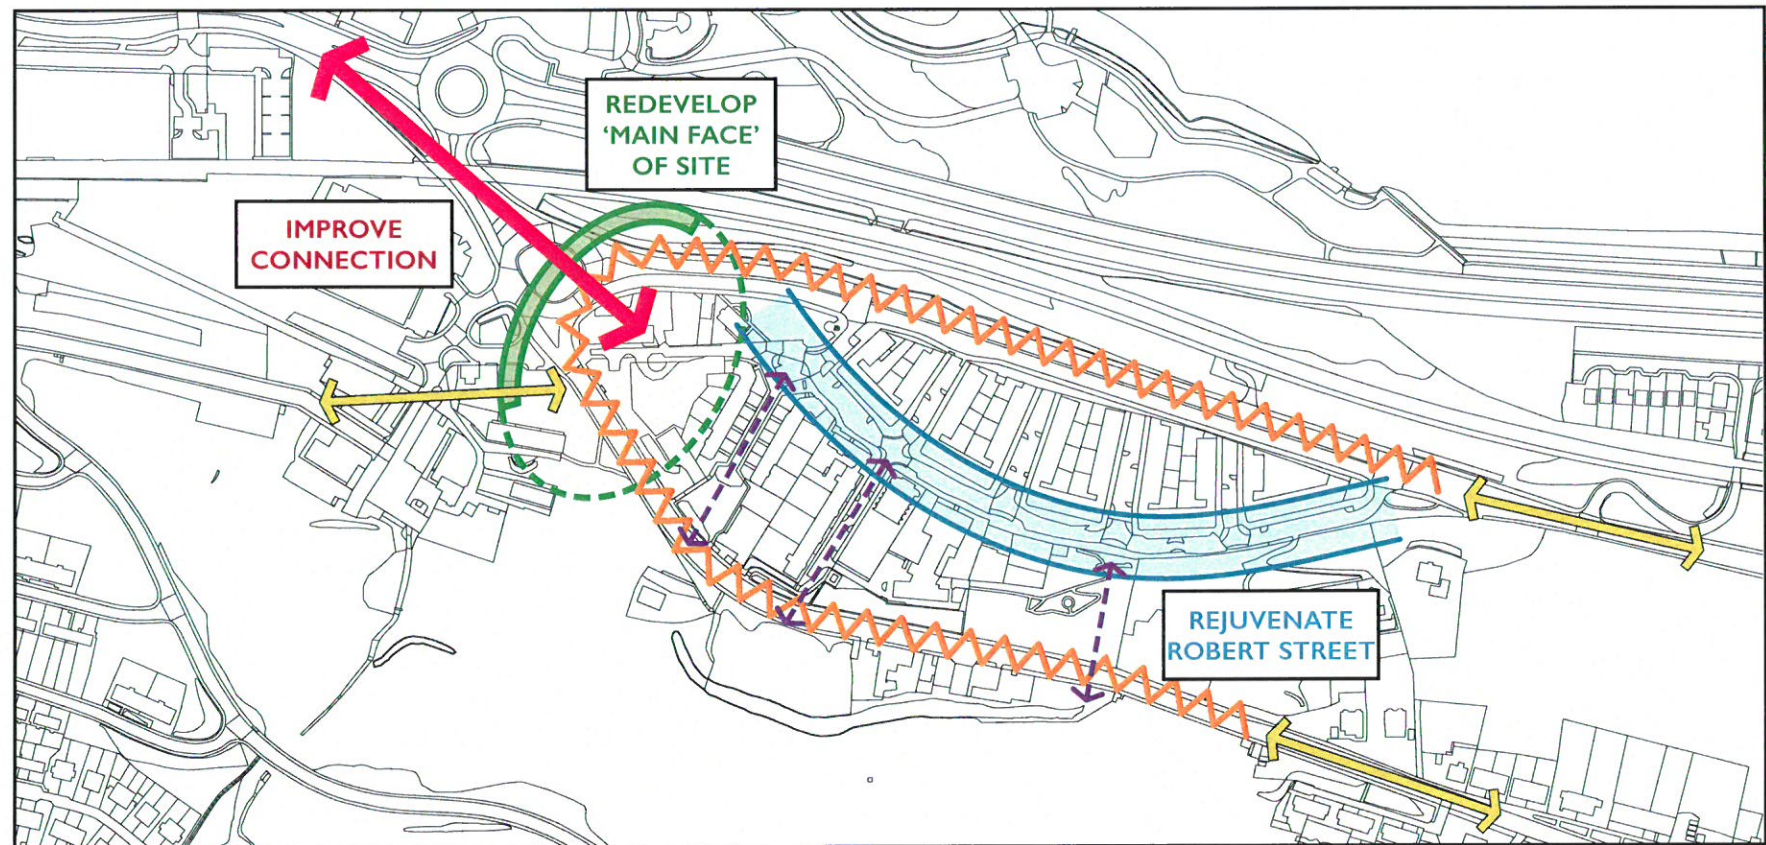 REDEVELOP
‘MAIN FACE’
OF SITE
IMPROVE
CONNECTION
REJUVENATE
ROBERT STREET